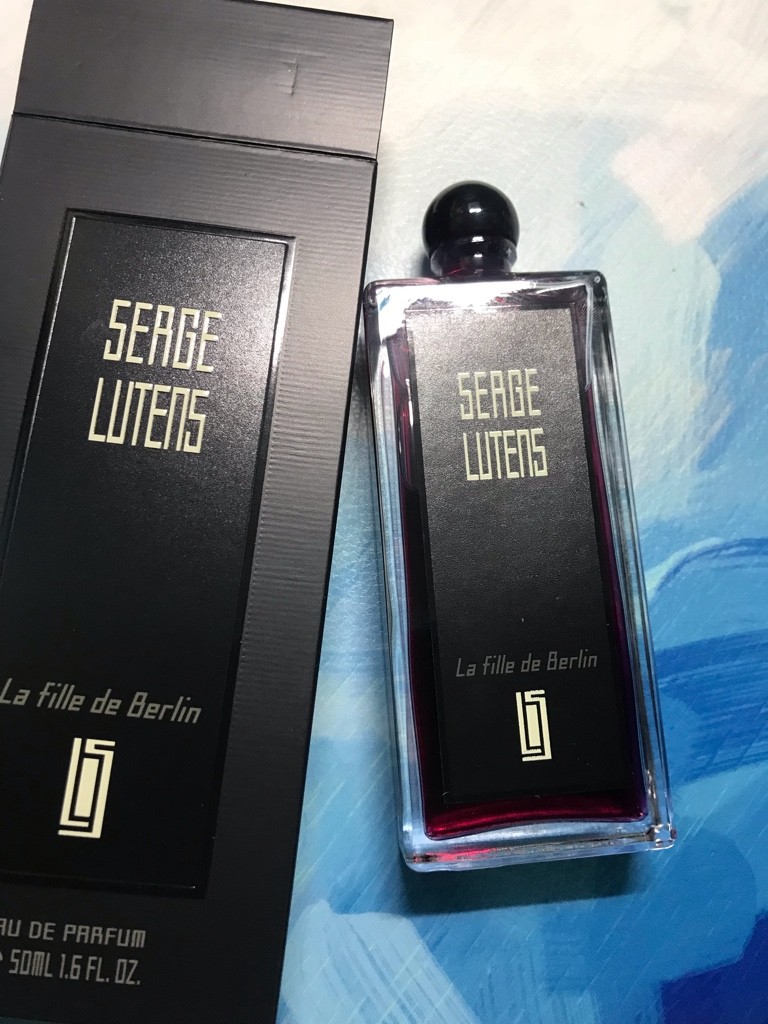 SERGE
LUTENS
La fille de Berlin
AU DE PARFUM
50ML 1.6 FL. OZ.
SERGE
LUTENS
La fille de Berlin